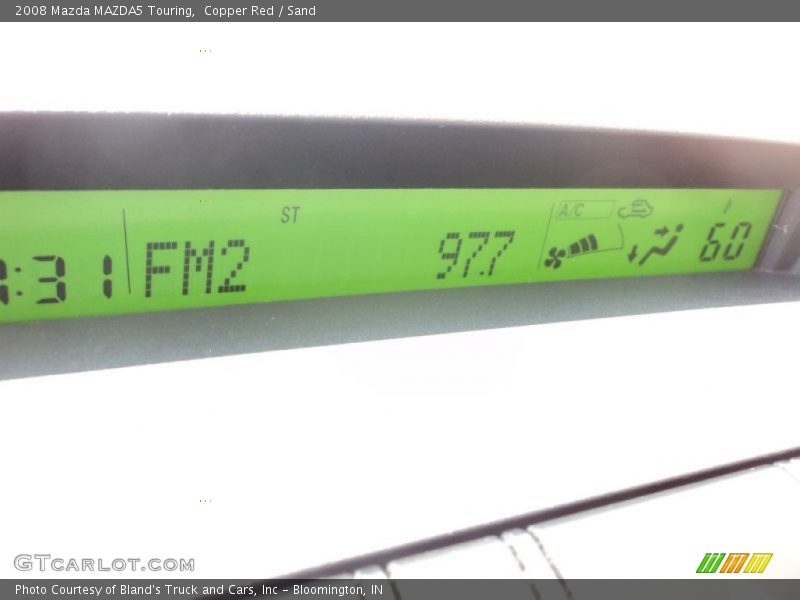 2008 Mazda MAZDA5 Touring,  Copper Red / Sand
ST
A/C
:31 FM2 97.7 60
GTCARLOT.COM
Photo Courtesy of Bland's Truck and Cars, Inc - Bloomington, IN